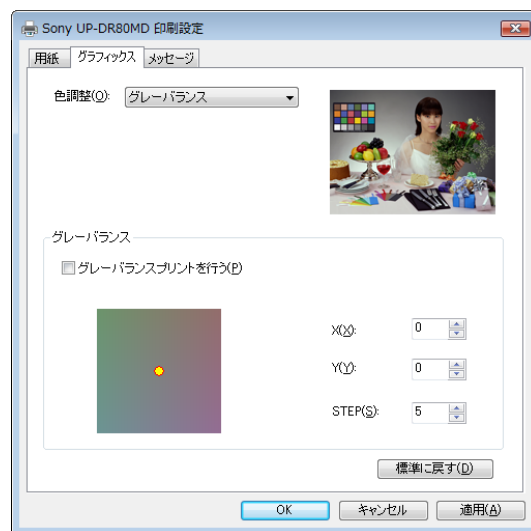 Sony UP-DR80MD 印刷設定
用紙 グラフィックス メッセージ
色調整(O): グレーバランス
グレーバランス
グレーバランスプリントを行う(P)
X(X): 0
Y(Y): 0
STEP(S): 5
標準に戻す(D)
OK キャンセル 適用(A)